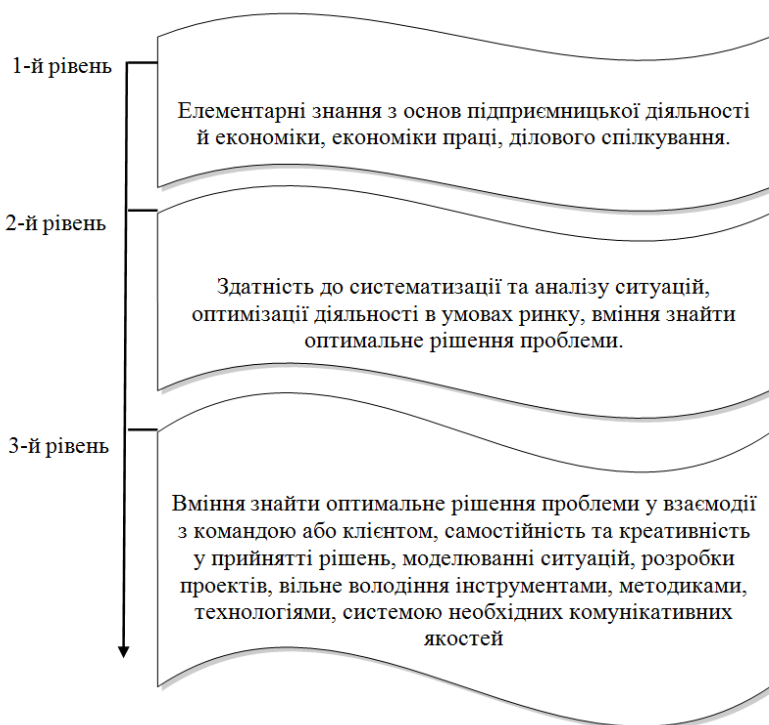 1-й рівень
Елементарні знання з основ підприємницької діяльності
й економіки, економіки праці, ділового спілкування.
2-й рівень
Здатність до систематизації та аналізу ситуацій,
оптимізації діяльності в умовах ринку, вміння знайти
оптимальне рішення проблеми.
3-й рівень
Вміння знайти оптимальне рішення проблеми у взаємодії
з командою або клієнтом, самостійність та креативність
у прийнятті рішень, моделюванні ситуацій, розробки
проектів, вільне володіння інструментами, методиками,
технологіями, системою необхідних комунікативних
якостей